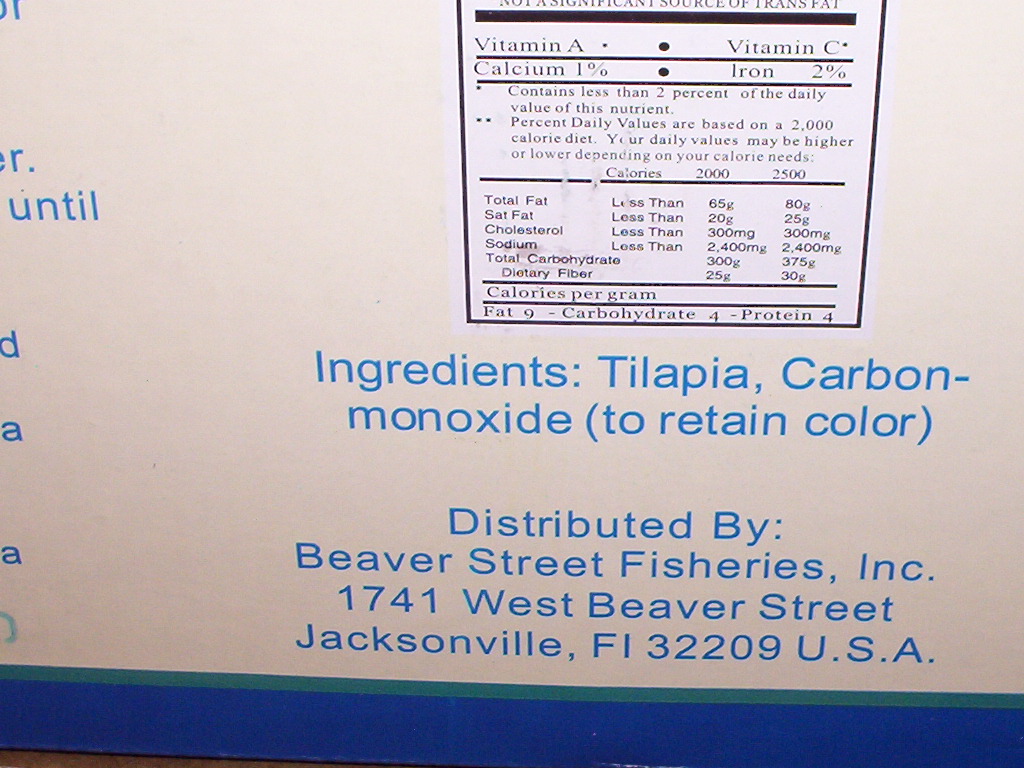 or
er.
until
d
a
a
NOT A SIGNIFICANT SOURCE OF TRANS FAT
Vitamin A * ● Vitamin C*
Calcium 1% ● Iron 2%
* Contains less than 2 percent of the daily
value of this nutrient.
** Percent Daily Values are based on a 2,000
calorie diet. Your daily values may be higher
or lower depending on your calorie needs:
Calories 2000 2500
Total Fat Less Than 65g 80g
Sat Fat Less Than 20g 25g
Cholesterol Less Than 300mg 300mg
Sodium Less Than 2,400mg 2,400mg
Total Carbohydrate 300g 375g
Dietary Fiber 25g 30g
Calories per gram
Fat 9 - Carbohydrate 4 - Protein 4
Ingredients: Tilapia, Carbon-
monoxide (to retain color)
Distributed By:
Beaver Street Fisheries, Inc.
1741 West Beaver Street
Jacksonville, Fl 32209 U.S.A.